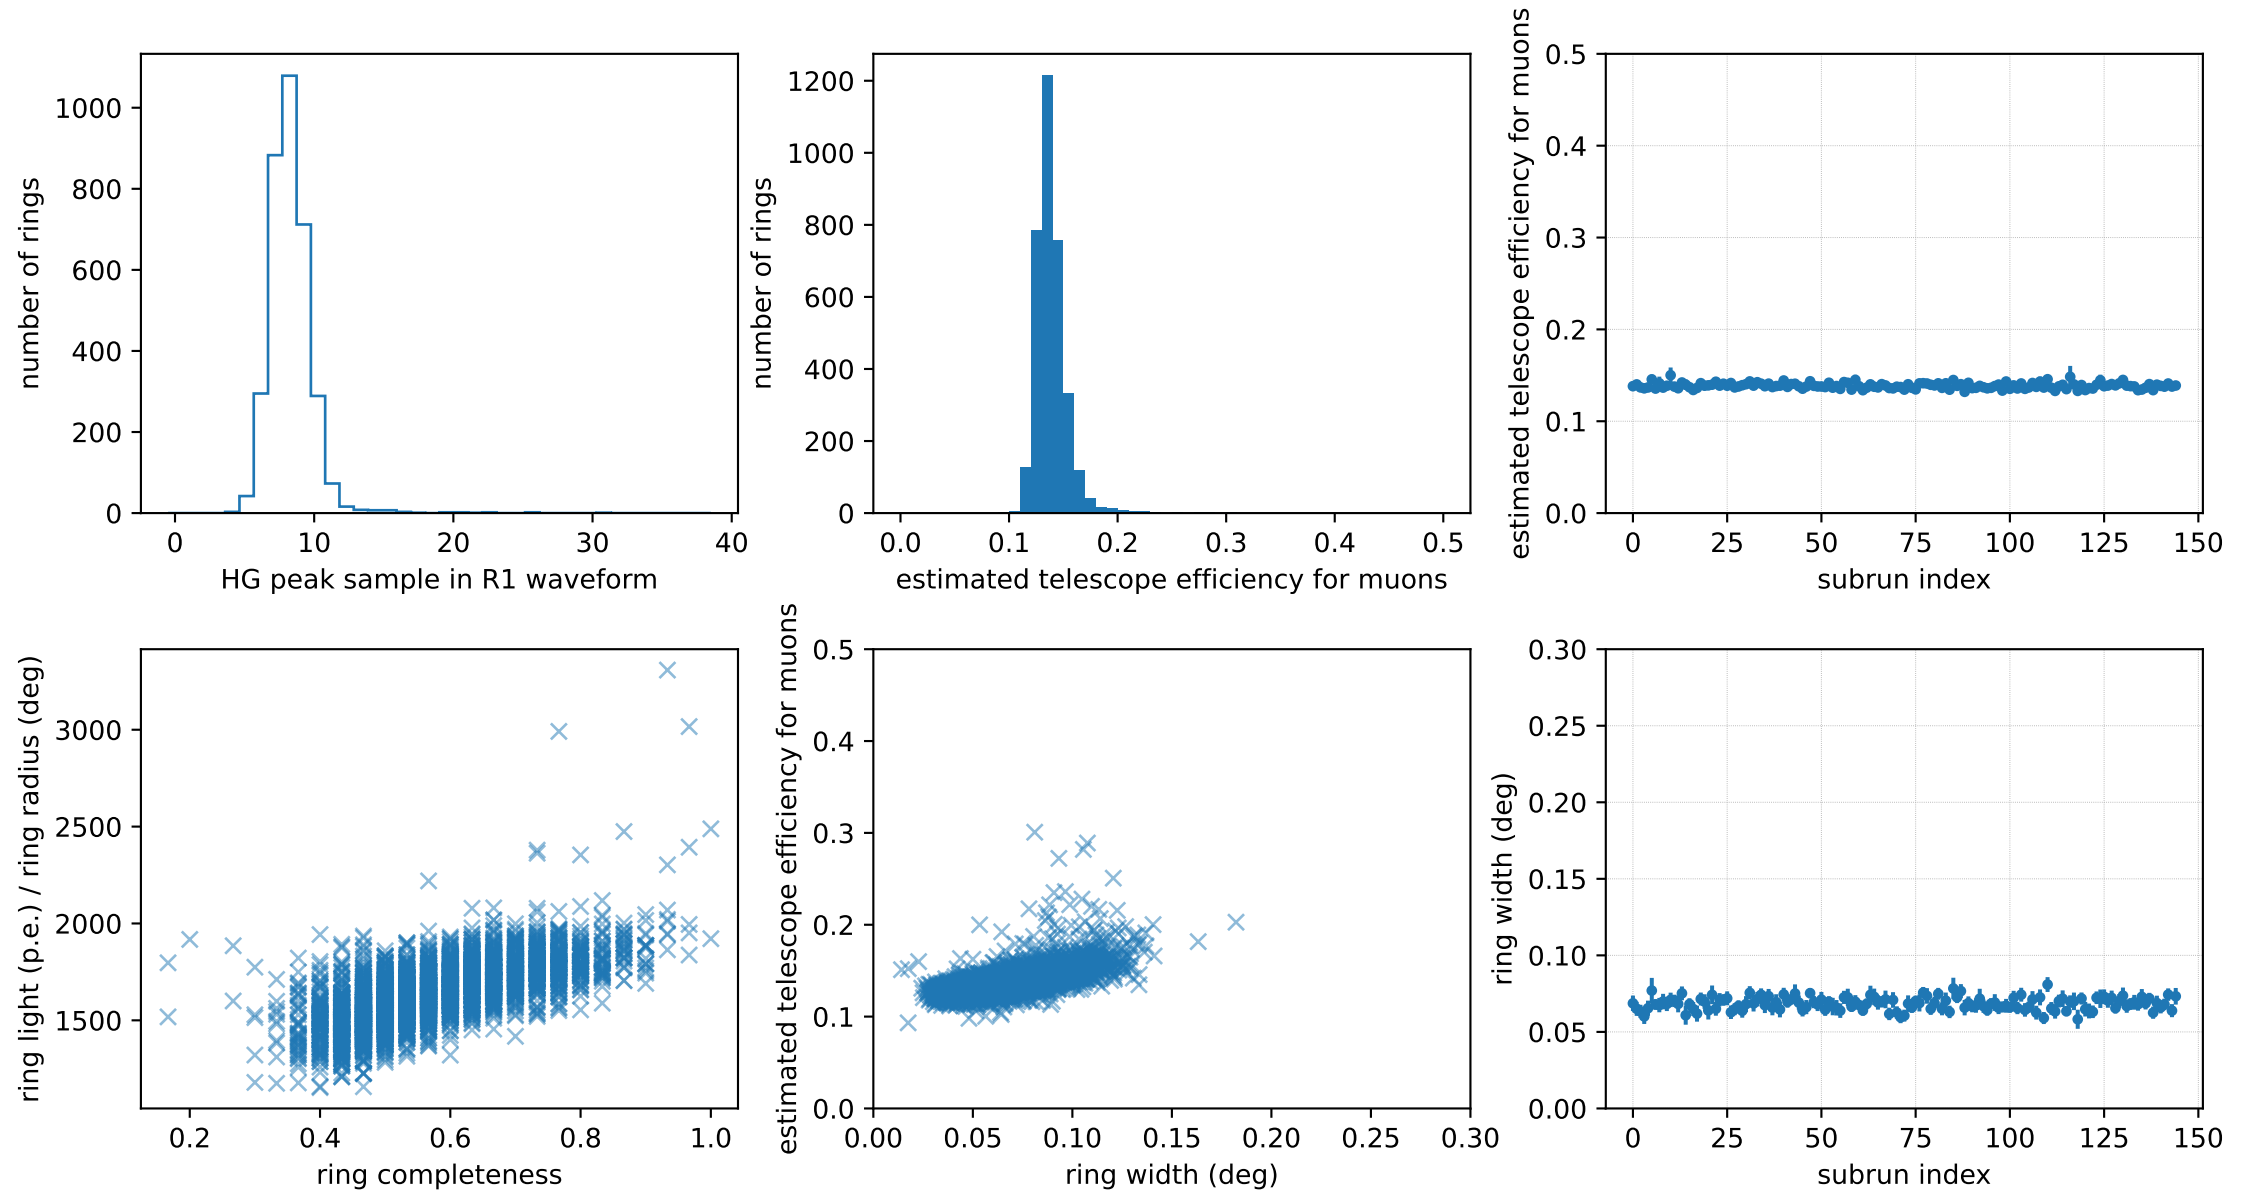 number of rings
1000
800
600
400
200
0
0 10 20 30 40
HG peak sample in R1 waveform
number of rings
1200
1000
800
600
400
200
0
0.0 0.1 0.2 0.3 0.4 0.5
estimated telescope efficiency for muons
estimated telescope efficiency for muons
0.5
0.4
0.3
0.2
0.1
0.0
0 25 50 75 100 125 150
subrun index
ring light (p.e.) / ring radius (deg)
3000
2500
2000
1500
0.2 0.4 0.6 0.8 1.0
ring completeness
estimated telescope efficiency for muons
0.5
0.4
0.3
0.2
0.1
0.0
0.00 0.05 0.10 0.15 0.20 0.25 0.30
ring width (deg)
ring width (deg)
0.30
0.25
0.20
0.15
0.10
0.05
0.00
0 25 50 75 100 125 150
subrun index